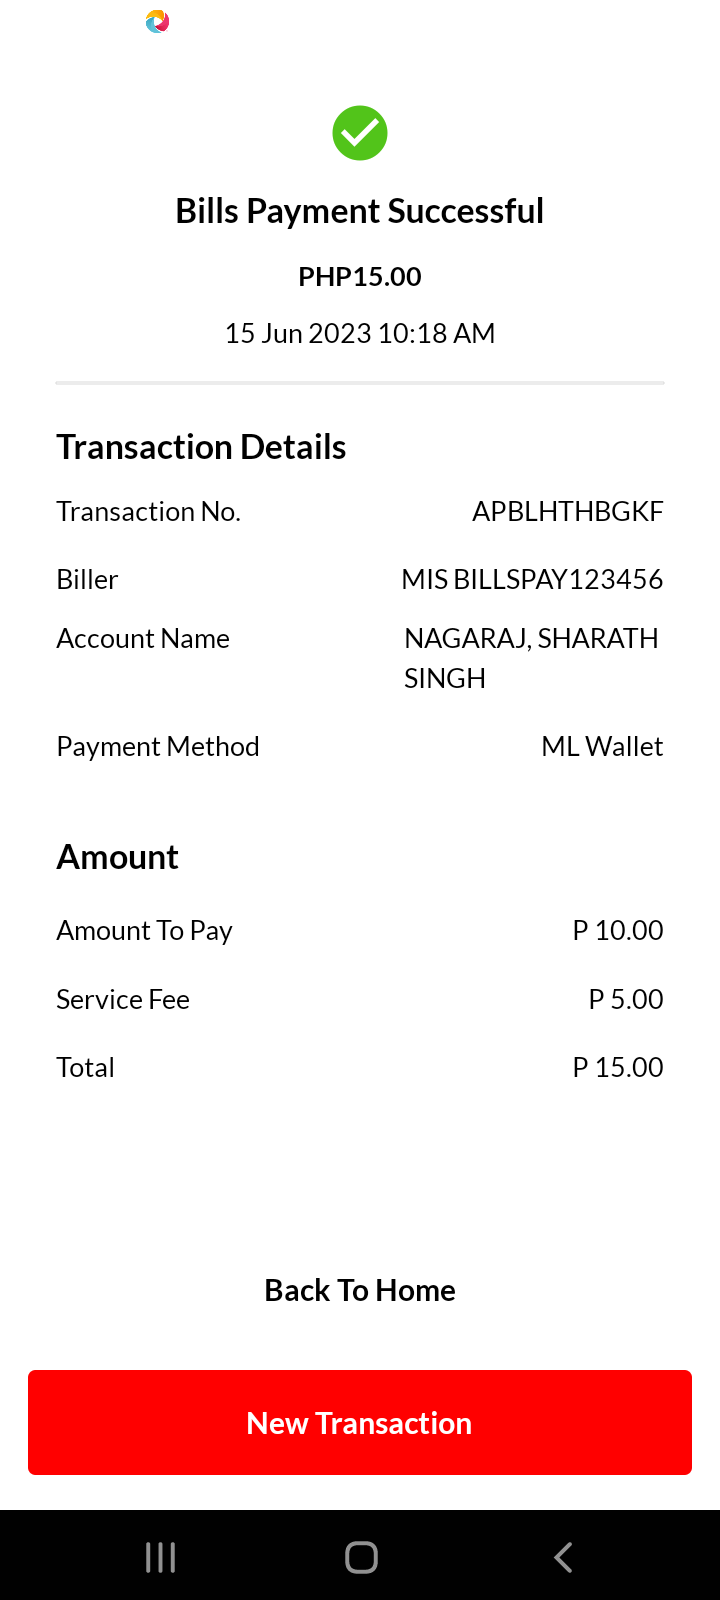 Bills Payment Successful
PHP15.00
15 Jun 2023 10:18 AM
Transaction Details
Transaction No. APBLHTHBGKF
Biller MIS BILLSPAY123456
Account Name NAGARAJ, SHARATH
SINGH
Payment Method ML Wallet
Amount
Amount To Pay P 10.00
Service Fee P 5.00
Total P 15.00
Back To Home
New Transaction